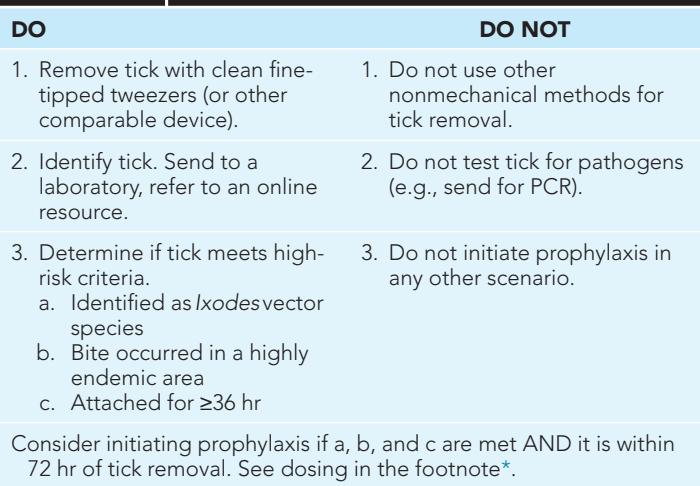 DO DO NOT
1. Remove tick with clean fine-
tipped tweezers (or other
comparable device).
1. Do not use other
nonmechanical methods for
tick removal.
2. Identify tick. Send to a
laboratory, refer to an online
resource.
2. Do not test tick for pathogens
(e.g., send for PCR).
3. Determine if tick meets high-
risk criteria.
a. Identified as Ixodes vector
species
b. Bite occurred in a highly
endemic area
c. Attached for ≥36 hr
3. Do not initiate prophylaxis in
any other scenario.
Consider initiating prophylaxis if a, b, and c are met AND it is within
72 hr of tick removal. See dosing in the footnote*.